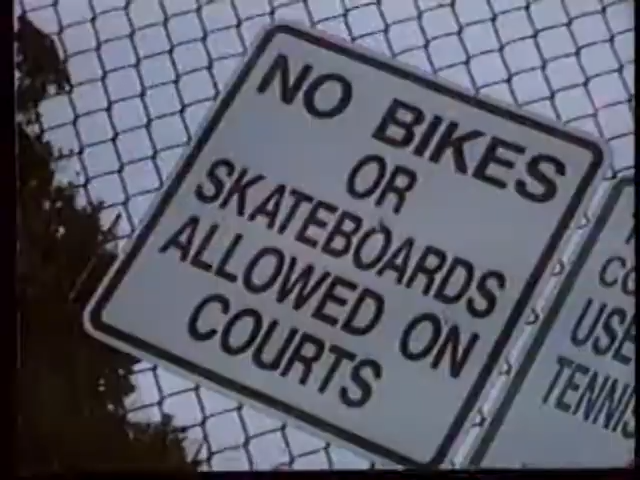 NO BIKES
OR
SKATEBOARDS
ALLOWED ON
COURTS
USE
TENNIS